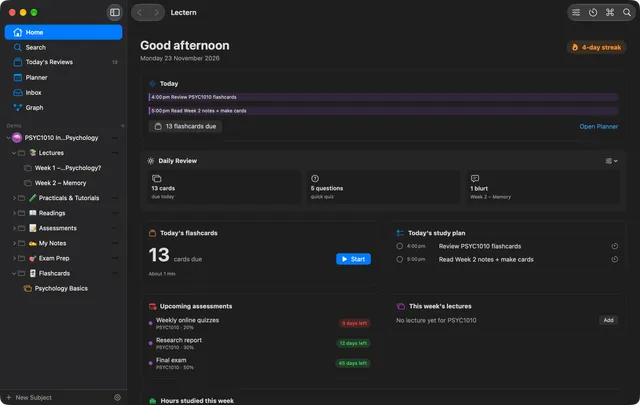 Lectern
Home
Search
Today's Reviews 13
Planner
Inbox
Graph
Demo
PSYC1010 In...Psychology
Lectures
Week 1 –...Psychology?
Week 2 – Memory
Practicals & Tutorials
Readings
Assessments
My Notes
Exam Prep
Flashcards
Psychology Basics
New Subject
Good afternoon
Monday 23 November 2026
4-day streak
Today
4:00 pm Review PSYC1010 flashcards
5:00 pm Read Week 2 notes + make cards
13 flashcards due
Open Planner
Daily Review
13 cards
due today
5 questions
quick quiz
1 blurt
Week 2 – Memory
Today's flashcards
13 cards due
Start
About 1 min
Today's study plan
4:00 pm Review PSYC1010 flashcards
5:00 pm Read Week 2 notes + make cards
Upcoming assessments
Weekly online quizzes
PSYC1010 · 20%
days left
Research report
PSYC1010 · 30%
12 days left
Final exam
PSYC1010 · 50%
45 days left
This week's lectures
No lecture yet for PSYC1010
Add
Hours studied this week